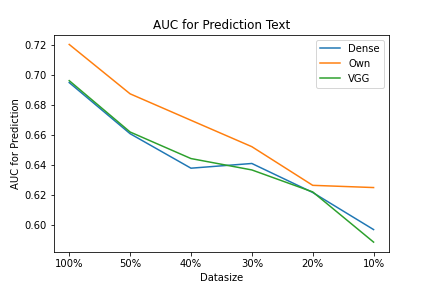 AUC for Prediction Text
Dense
Own
VGG
AUC for Prediction
0.72
0.70
0.68
0.66
0.64
0.62
0.60
100% 50% 40% 30% 20% 10%
Datasize